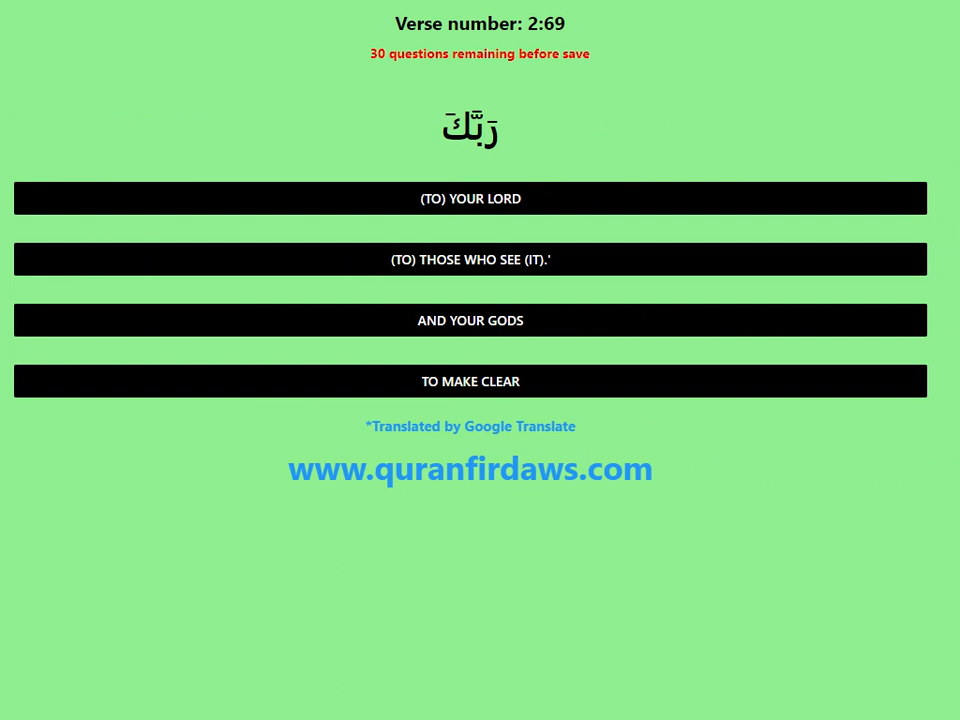 Verse number: 2:69
30 questions remaining before save
رَبَّكَ
(TO) YOUR LORD
(TO) THOSE WHO SEE (IT).'
AND YOUR GODS
TO MAKE CLEAR
*Translated by Google Translate
www.quranfirdaws.com